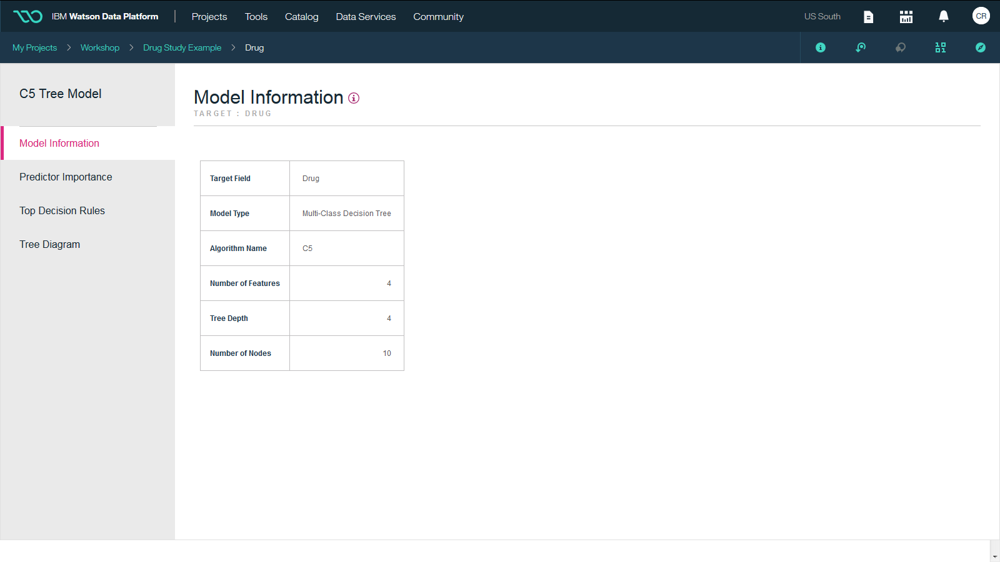 IBM Watson Data Platform Projects Tools Catalog Data Services Community US South CR
My Projects > Workshop > Drug Study Example > Drug
C5 Tree Model
Model Information
Predictor Importance
Top Decision Rules
Tree Diagram
Model Information
TARGET : DRUG
Target Field Drug
Model Type Multi-Class Decision Tree
Algorithm Name C5
Number of Features 4
Tree Depth 4
Number of Nodes 10